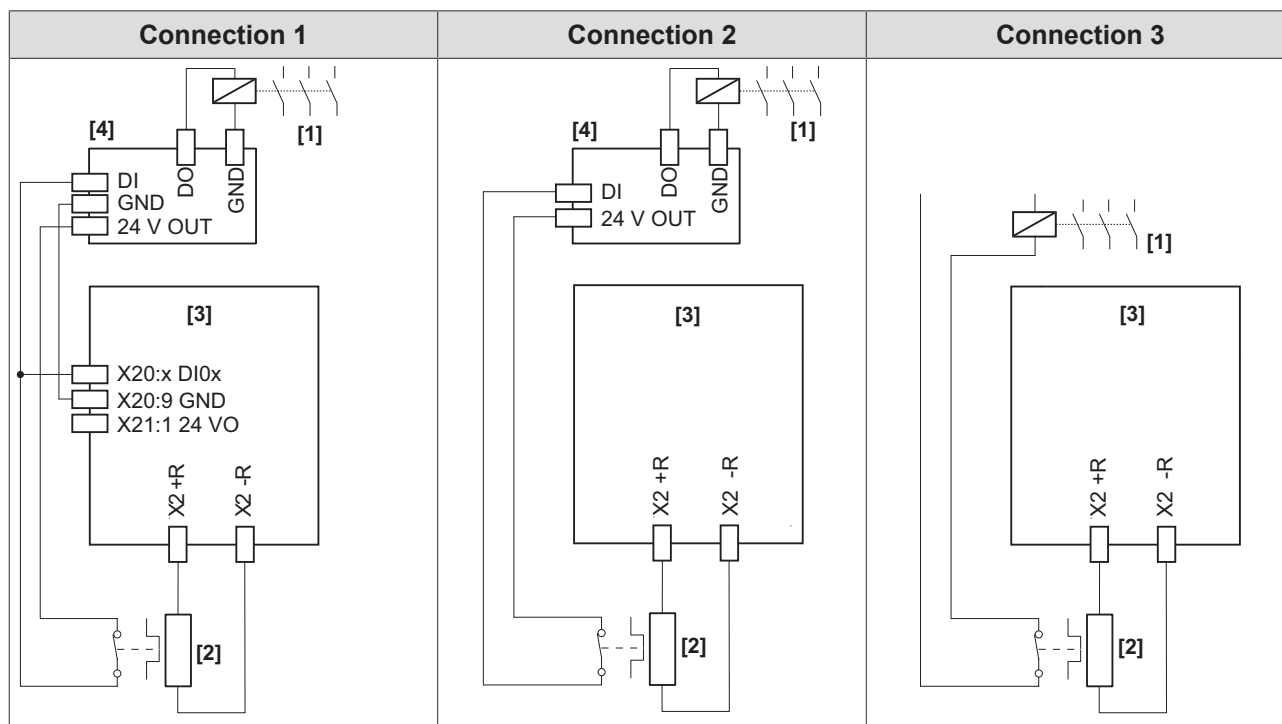 Connection 1
Connection 2
Connection 3
[1]
[4]
DO
GND
DI
GND
24 V OUT
[3]
X20:x DI0x
X20:9 GND
X21:1 24 VO
X2 +R
X2 -R
[2]
[1]
[4]
DO
GND
DI
24 V OUT
[3]
X2 +R
X2 -R
[2]
[1]
[3]
X2 +R
X2 -R
[2]